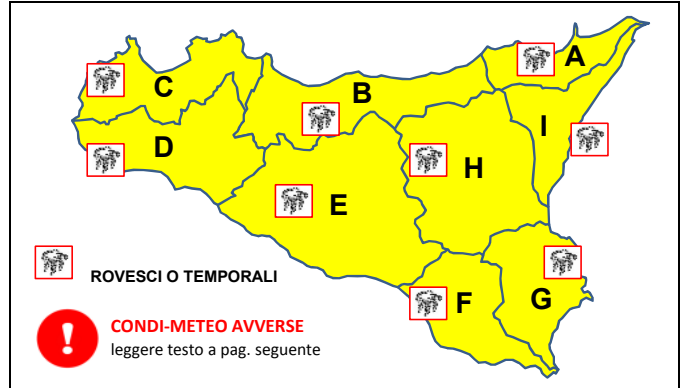 A
C
B
I
D
H
E
ROVESCI O TEMPORALI
F
G
CONDI-METEO AVVERSE
leggere testo a pag. seguente